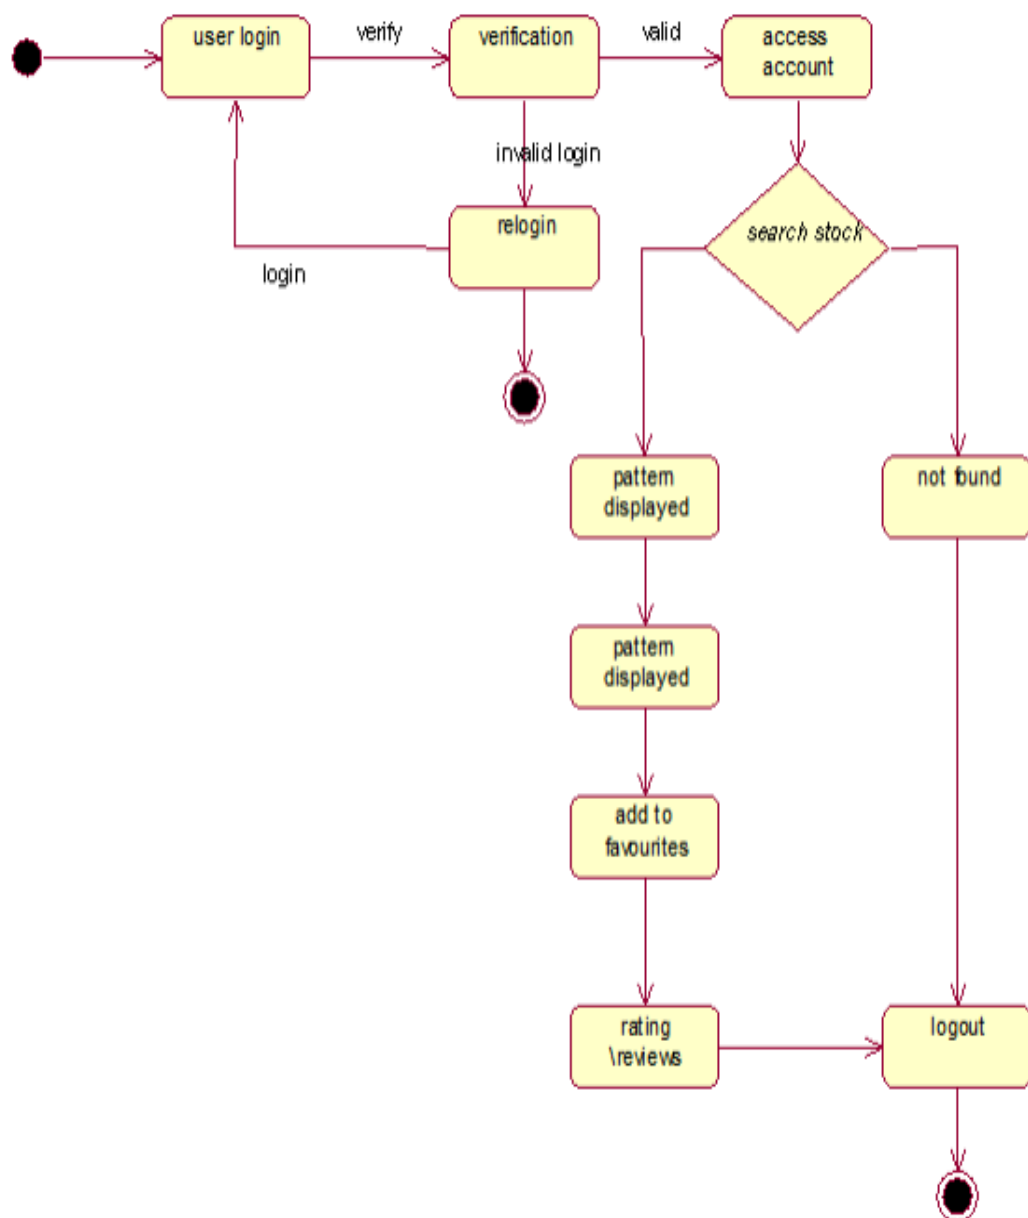 user login
verify
verification
valid
access
account
invalid login
relogin
login
search stock
pattern
displayed
not found
pattern
displayed
add to
favourites
rating
\reviews
logout